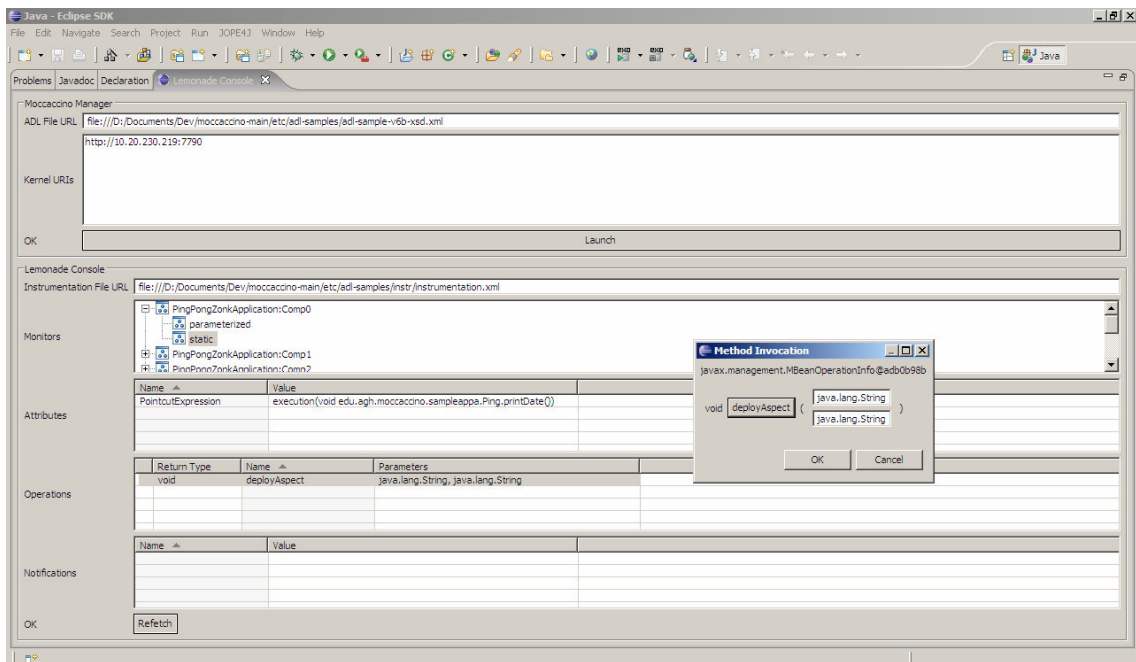 Java - Eclipse SDK
File Edit Navigate Search Project Run JOPE4J Window Help
Java
Problems Javadoc Declaration Lemonade Console
Moccaccino Manager
ADL File URL file:///D:/Documents/Dev/moccaccino-main/etc/adl-samples/adl-sample-v6b-xsd.xml
http://10.20.230.219:7790
Kernel URIs
OK Launch
Lemonade Console
Instrumentation File URL file:///D:/Documents/Dev/moccaccino-main/etc/adl-samples/instr/instrumentation.xml
PingPongZonkApplication:Comp0
parameterized
Monitors
static
PingPongZonkApplication:Comp1
PingPongZonkApplication:Comp2
Method Invocation
javax.management.MBeanOperationInfo@adb0b98b
void deployAspect ( java.lang.String )
java.lang.String
OK Cancel
Name Value
PointcutExpression execution(void edu.agh.moccaccino.sampleappa.Ping.printDate())
Attributes
Return Type Name Parameters
void deployAspect java.lang.String, java.lang.String
Operations
Name Value
Notifications
OK Refetch